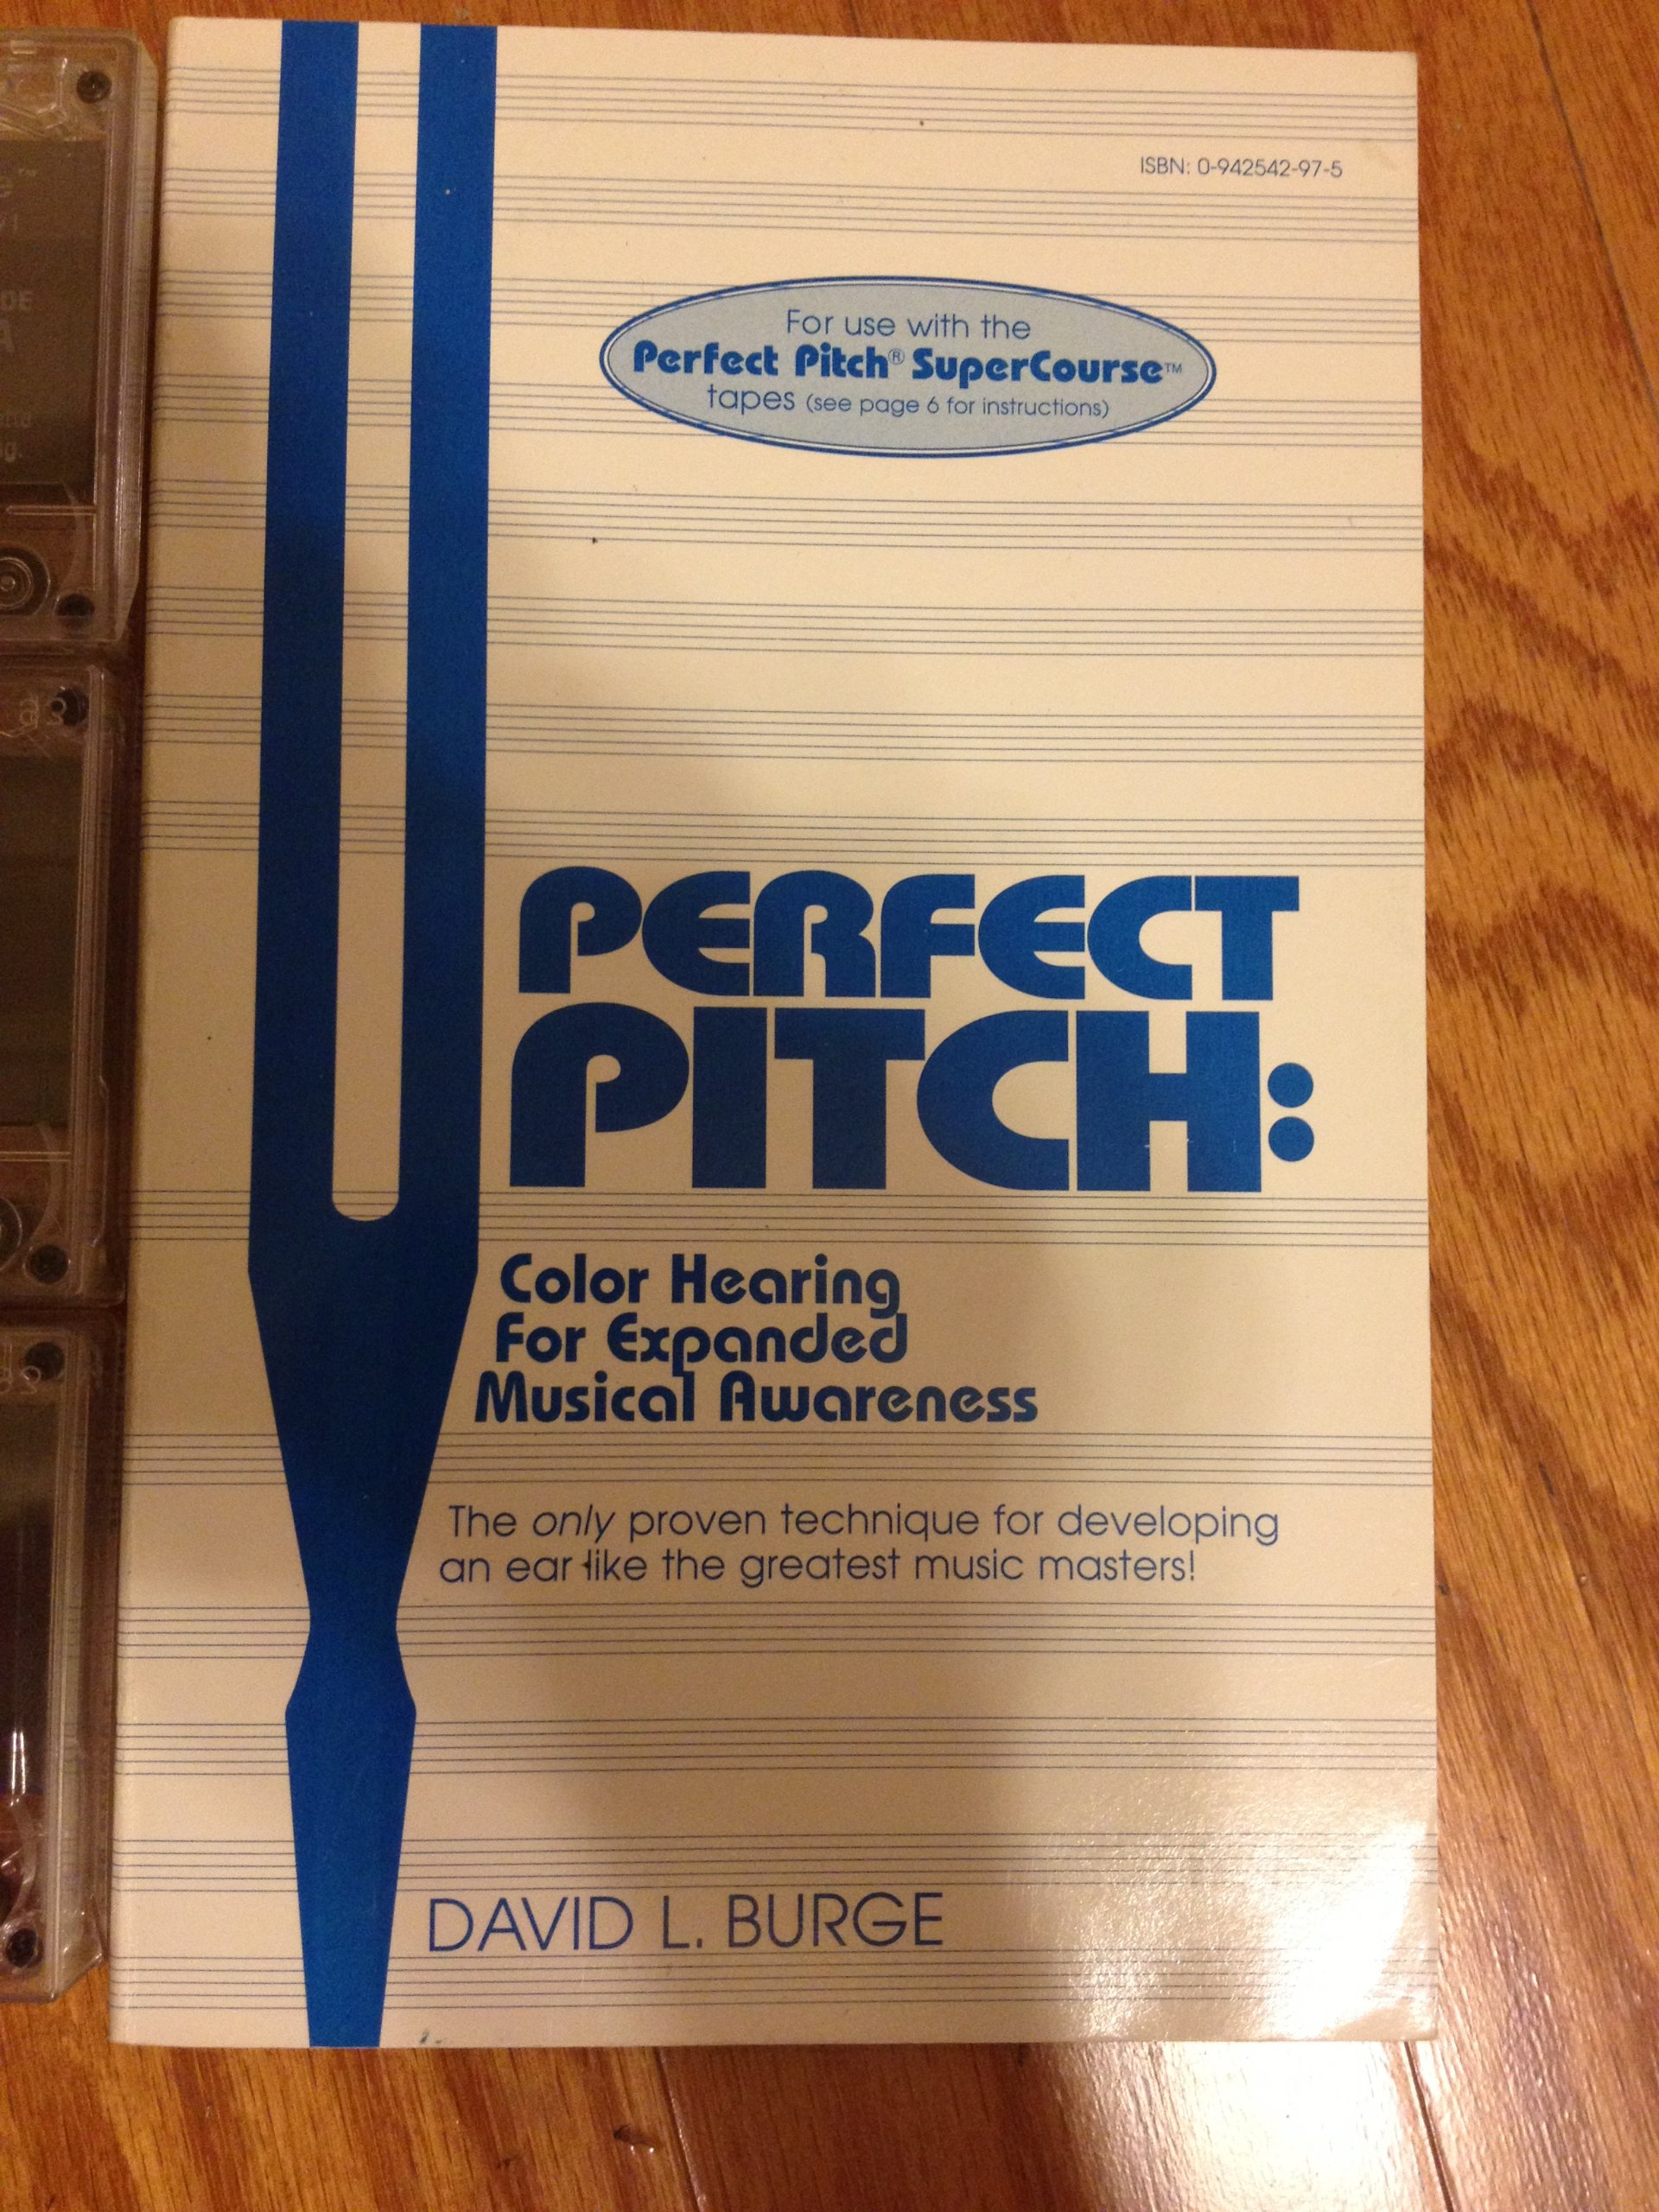 ISBN: 0-942542-97-5
For use with the
Perfect Pitch® SuperCourse™
tapes (see page 6 for instructions)
PERFECT
PITCH:
Color Hearing
For Expanded
Musical Awareness
The only proven technique for developing
an ear like the greatest music masters!
DAVID L. BURGE